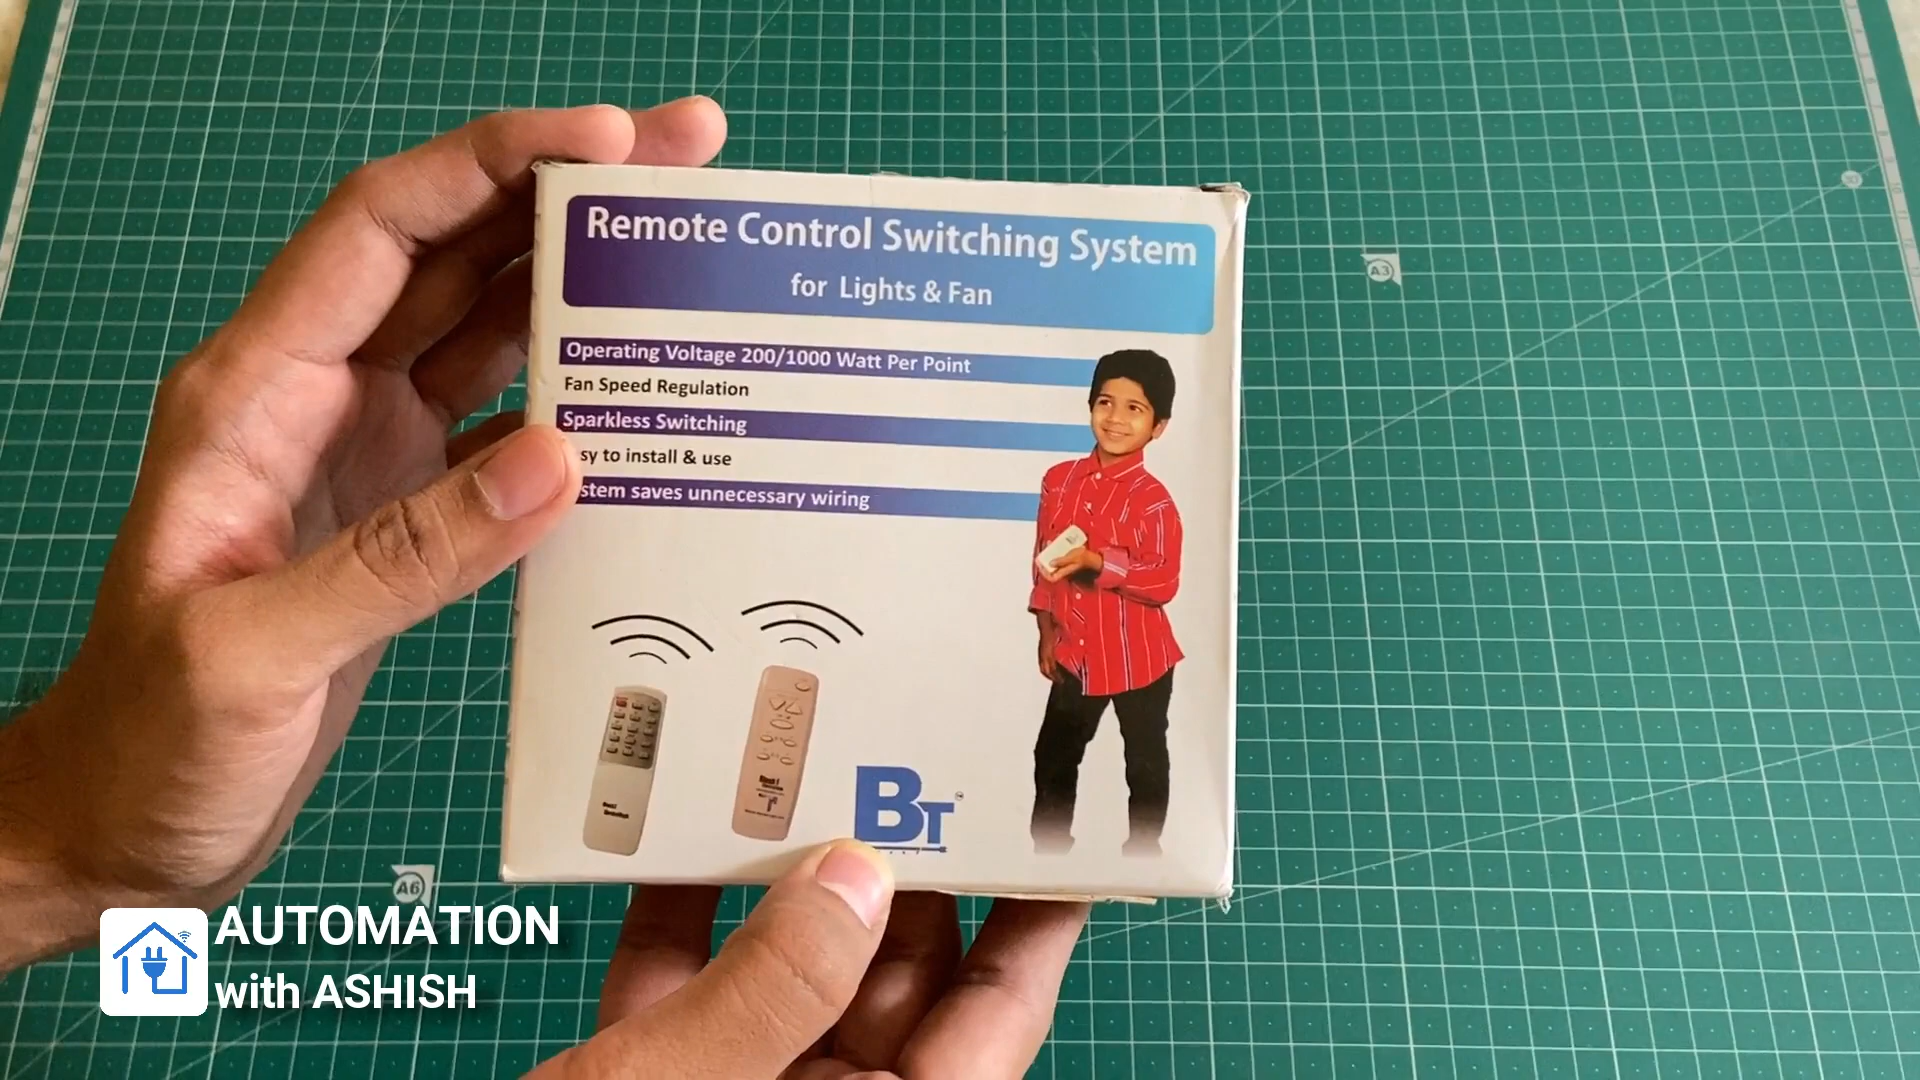 Remote Control Switching System
for Lights & Fan
Operating Voltage 200/1000 Watt Per Point
Fan Speed Regulation
Sparkless Switching
sy to install & use
stem saves unnecessary wiring
BT
A3
A6
AUTOMATION
with ASHISH